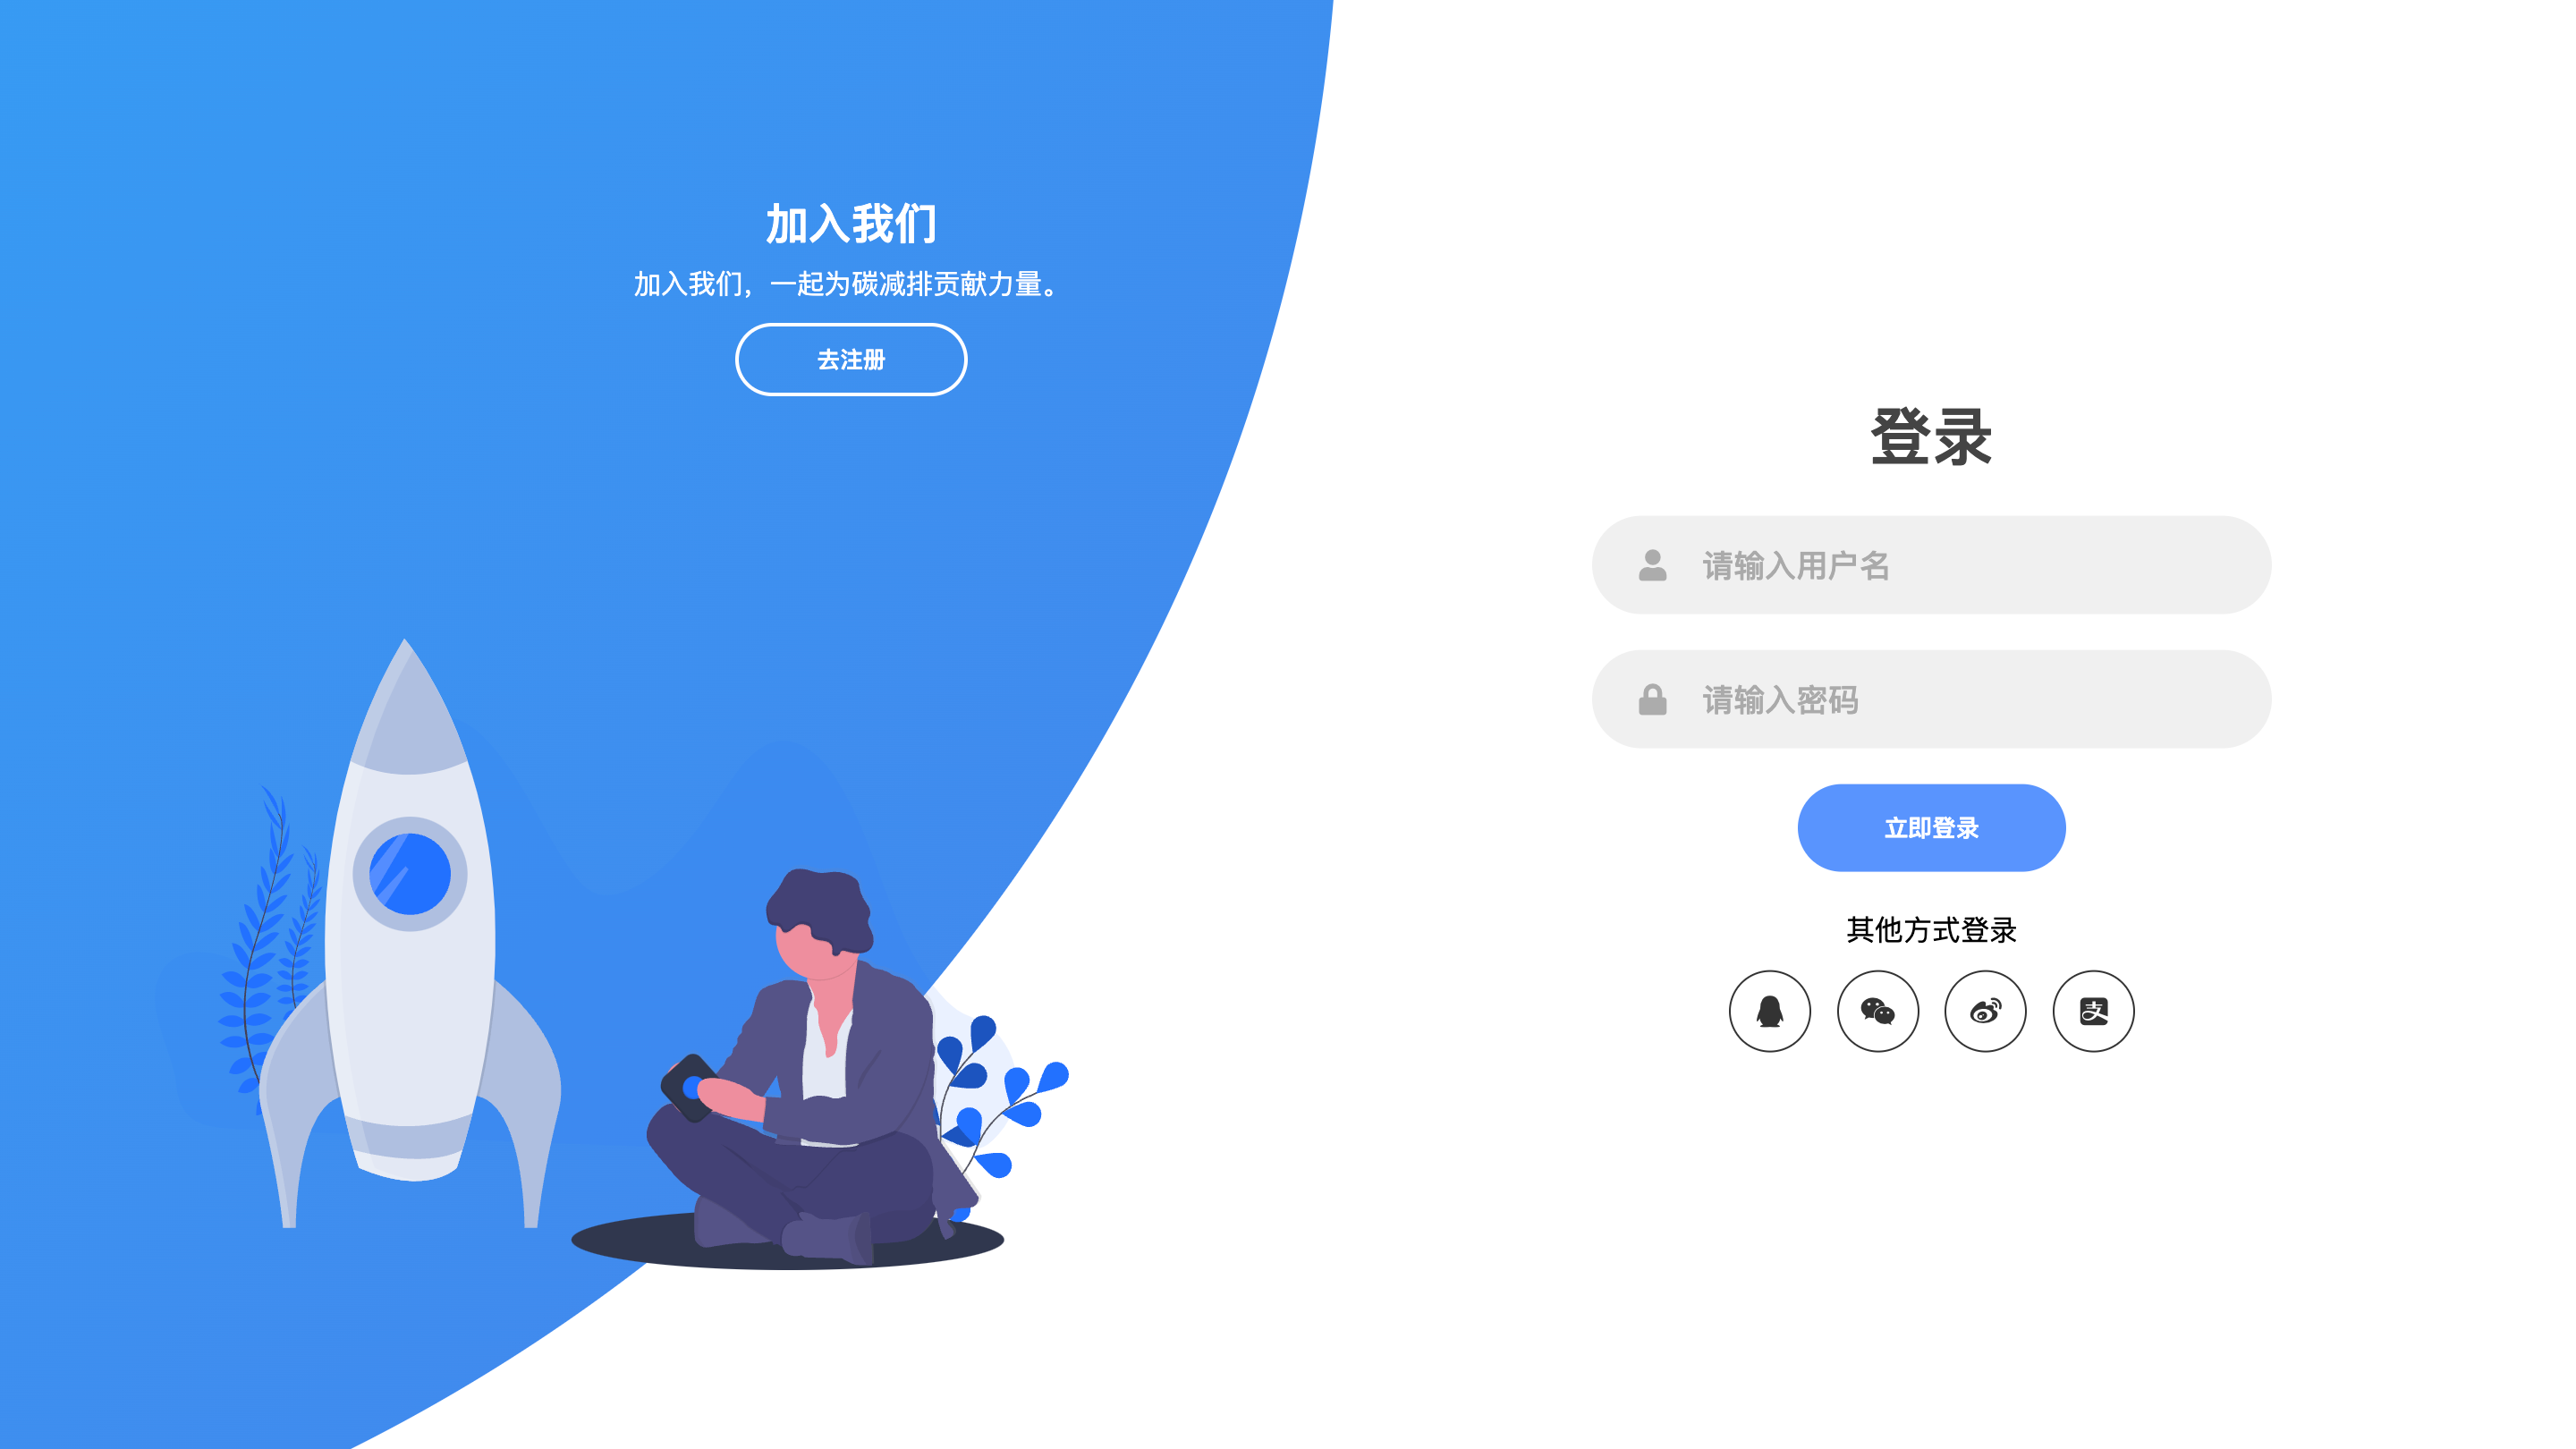 加入我们
加入我们，一起为碳减排贡献力量。
去注册
登录
请输入用户名
请输入密码
立即登录
其他方式登录
支